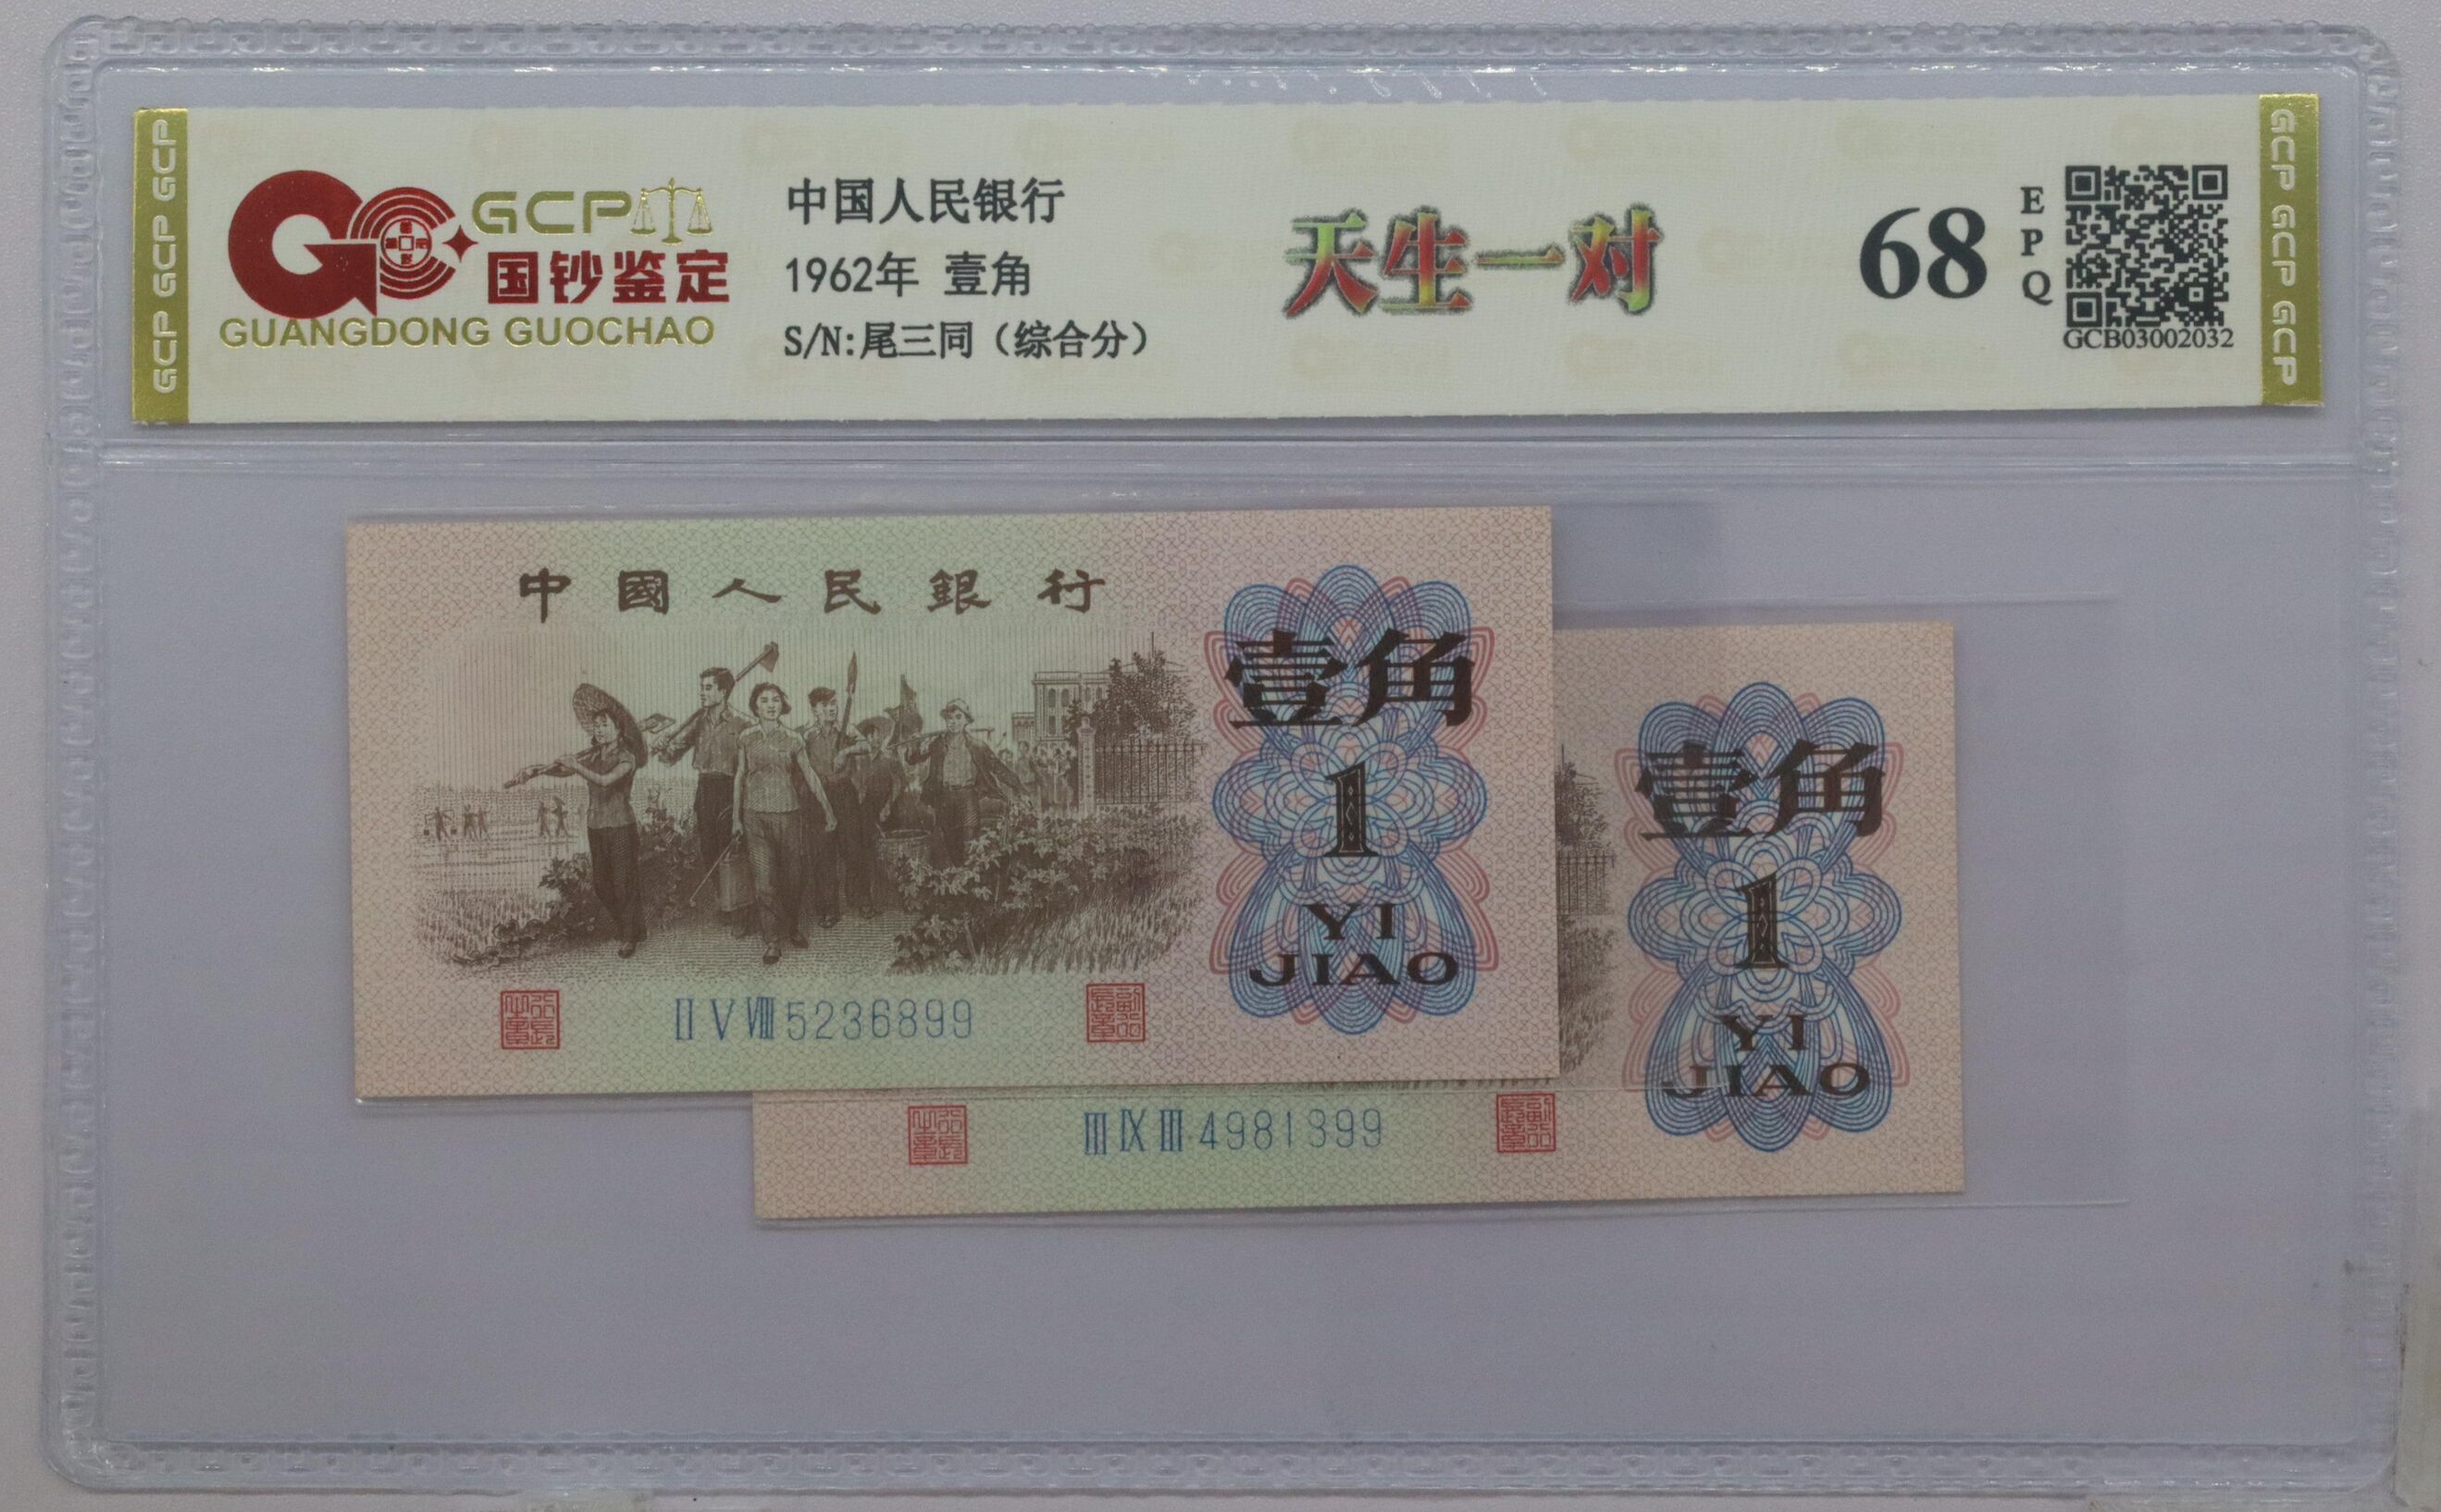 GCP GCP GCP
GCP
国钞鉴定
GUANGDONG GUOCHAO
中国人民银行
1962年 壹角
S/N:尾三同（综合分）
天生一对
68
EPQ
GCB03002032
GCP GCP GCP
中國人民銀行
壹角
1
YI
JIAO
ⅡⅤⅧ5236899
壹角
1
YI
JIAO
ⅢⅨⅢ4981399